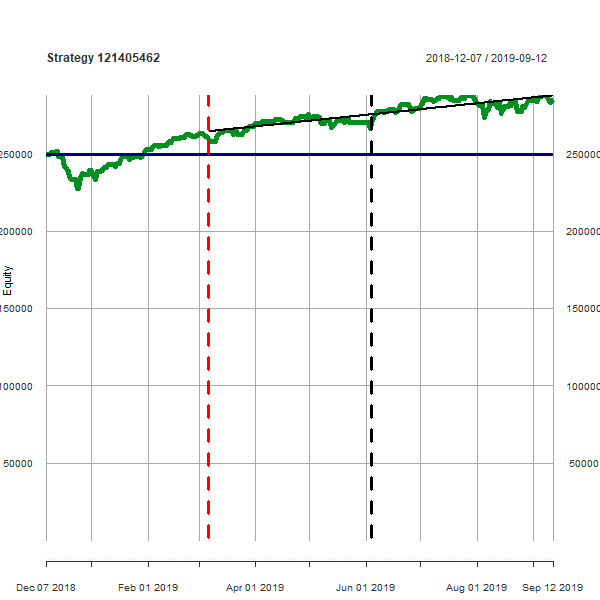 Strategy 121405462
2018-12-07 / 2019-09-12
250000
250000
200000
200000
Equity
150000
150000
100000
100000
50000
50000
Dec 07 2018
Feb 01 2019
Apr 01 2019
Jun 01 2019
Aug 01 2019
Sep 12 2019